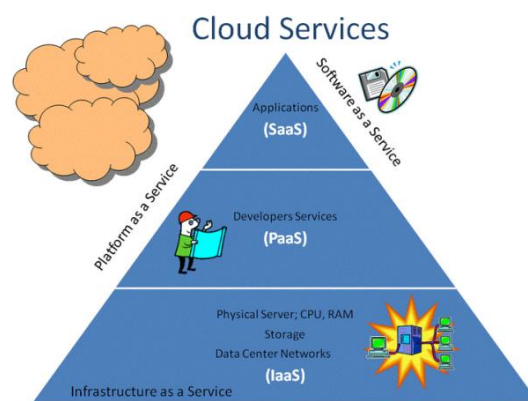 Cloud Services
Software as a Service
Applications
(SaaS)
Platform as a Service
Developers Services
(PaaS)
Physical Server; CPU, RAM
Storage
Data Center Networks
(IaaS)
Infrastructure as a Service